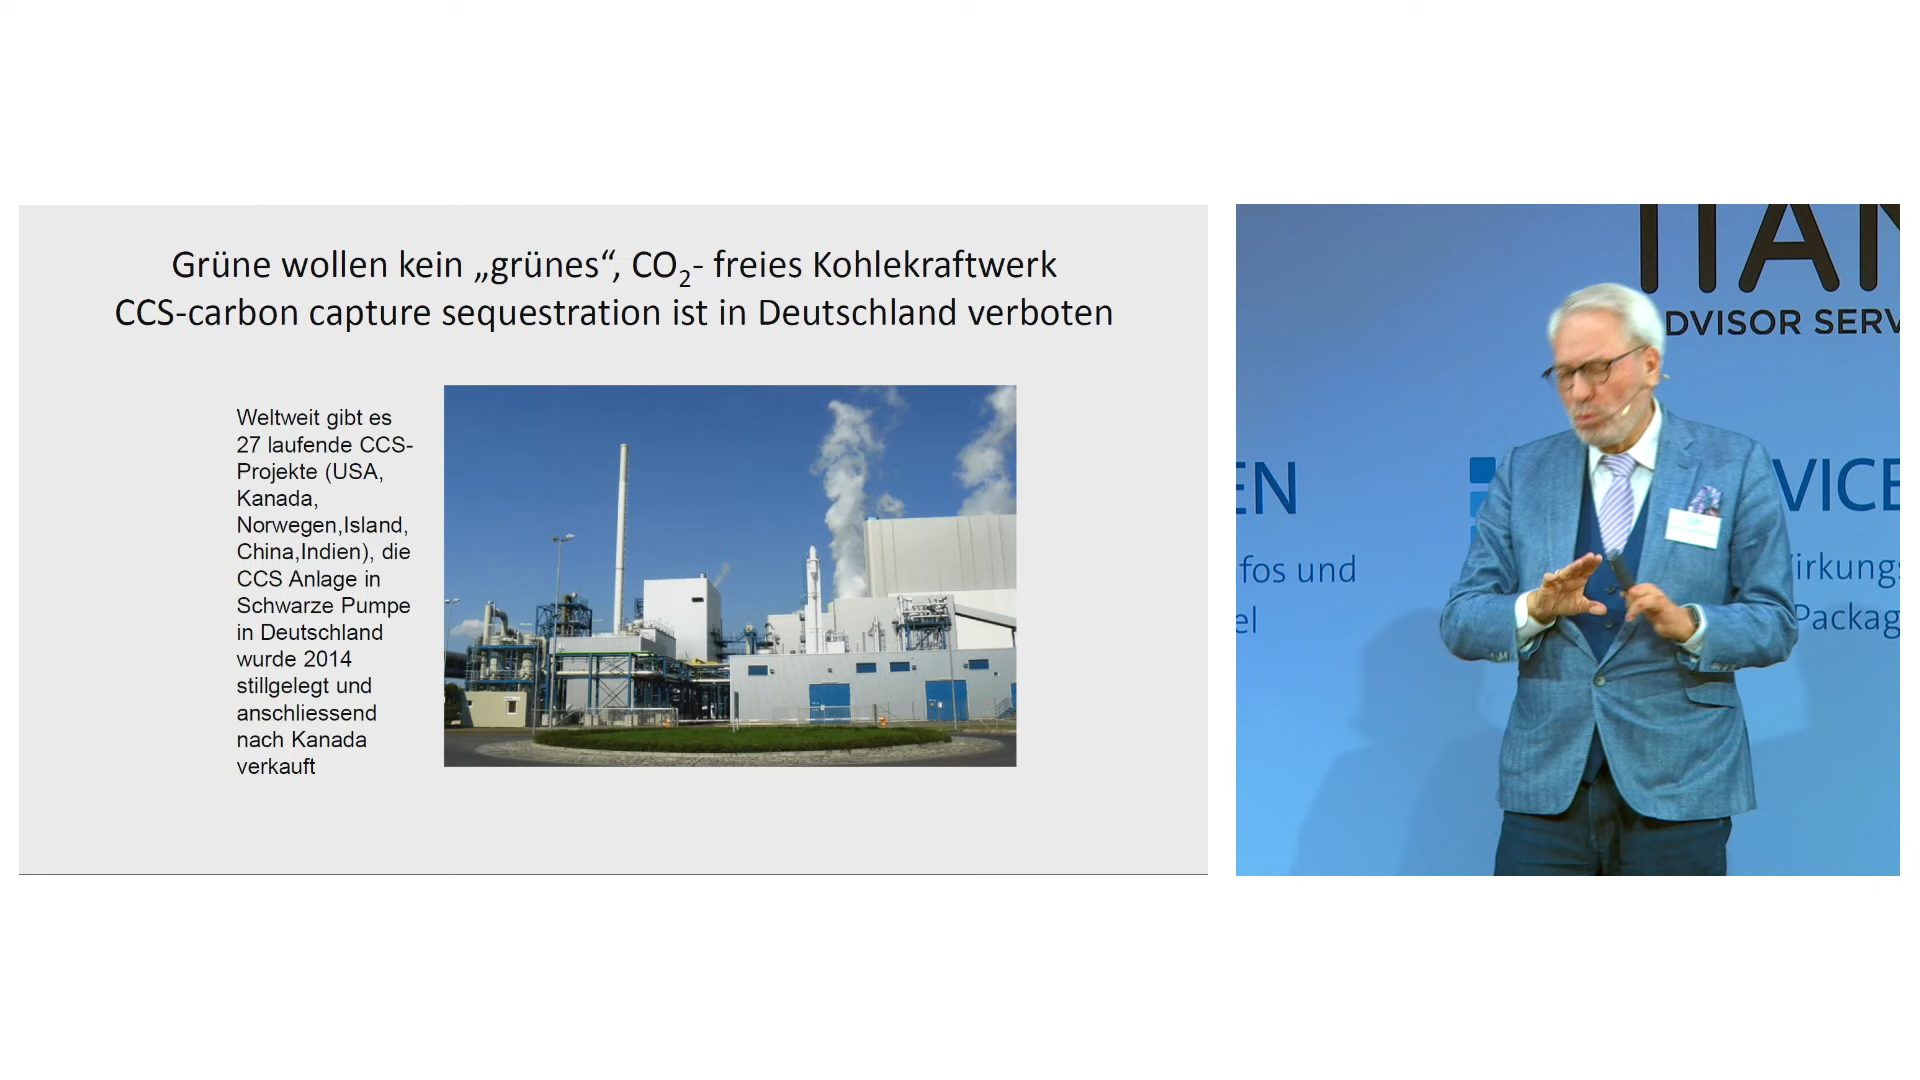 Grüne wollen kein „grünes“, CO2- freies Kohlekraftwerk
CCS-carbon capture sequestration ist in Deutschland verboten
Weltweit gibt es
27 laufende CCS-
Projekte (USA,
Kanada,
Norwegen,Island,
China,Indien), die
CCS Anlage in
Schwarze Pumpe
in Deutschland
wurde 2014
stillgelegt und
anschliessend
nach Kanada
verkauft
DVISOR SERV
EN
VICE
fos und
irkungs
el
Packag